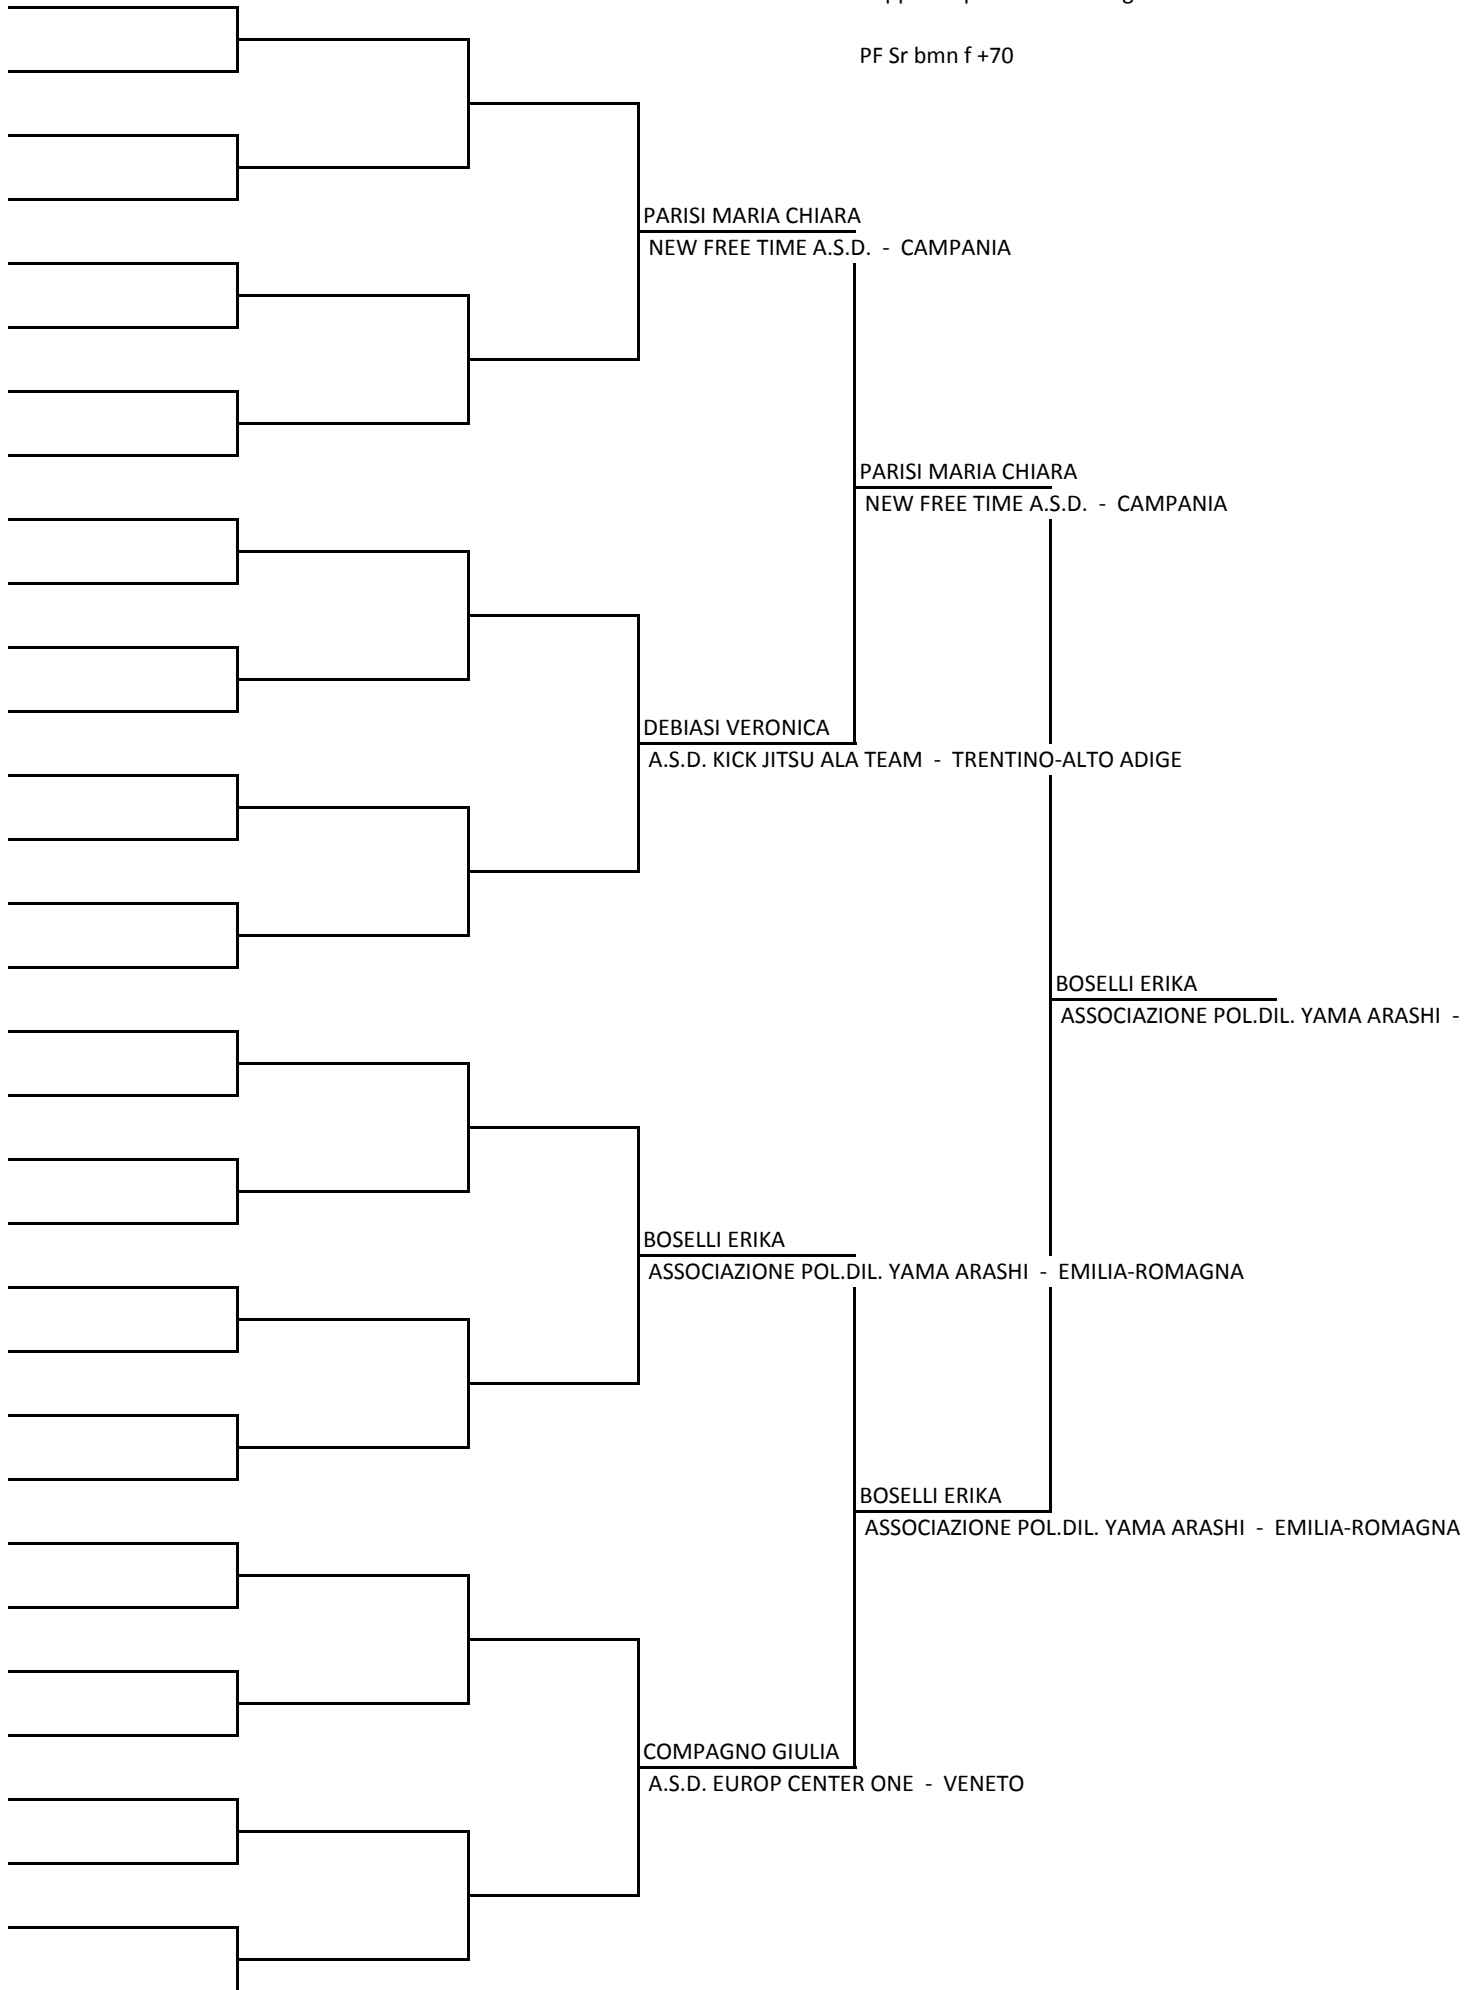 PF Sr bmn f +70
PARISI MARIA CHIARA
NEW FREE TIME A.S.D. - CAMPANIA
PARISI MARIA CHIARA
NEW FREE TIME A.S.D. - CAMPANIA
DEBIASI VERONICA
A.S.D. KICK JITSU ALA TEAM - TRENTINO-ALTO ADIGE
BOSELLI ERIKA
ASSOCIAZIONE POL.DIL. YAMA ARASHI -
BOSELLI ERIKA
ASSOCIAZIONE POL.DIL. YAMA ARASHI - EMILIA-ROMAGNA
BOSELLI ERIKA
ASSOCIAZIONE POL.DIL. YAMA ARASHI - EMILIA-ROMAGNA
COMPAGNO GIULIA
A.S.D. EUROP CENTER ONE - VENETO